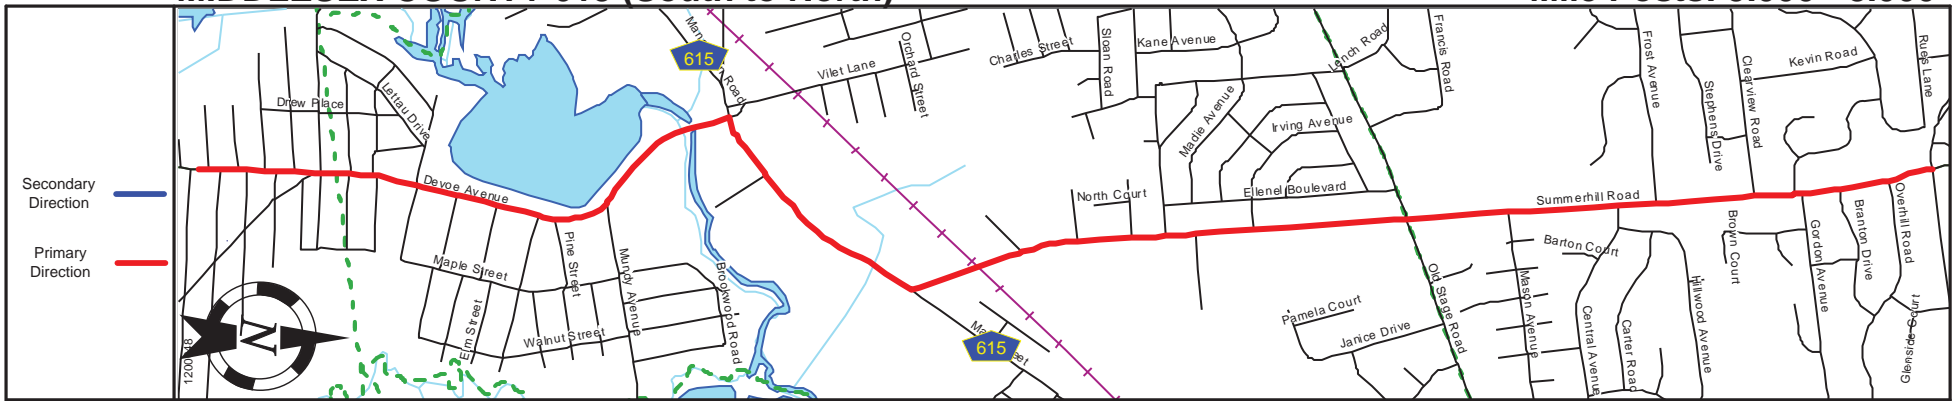 Secondary
Direction
Primary
Direction
Drew Place
Lettau Drive
Devoe Avenue
Maple Street
Elm Street
Pine Street
Walnut Street
Mundy Avenue
Brookwood Road
N
615
Road
Vilet Lane
Orchard Street
Charles Street
Sloan Road
Kane Avenue
Madie Avenue
Irving Avenue
North Court
Ellenel Boulevard
Lench Road
Francis Road
615
Pamela Court
Janice Drive
Old Stage Road
Summerhill Road
Barton Court
Mason Avenue
Central Avenue
Carter Road
Hillwood Avenue
Brown Court
Frost Avenue
Stephens Drive
Clearview Road
Kevin Road
Rues Lane
Gordon Avenue
Branton Drive
Overhill Road
Glenside Court